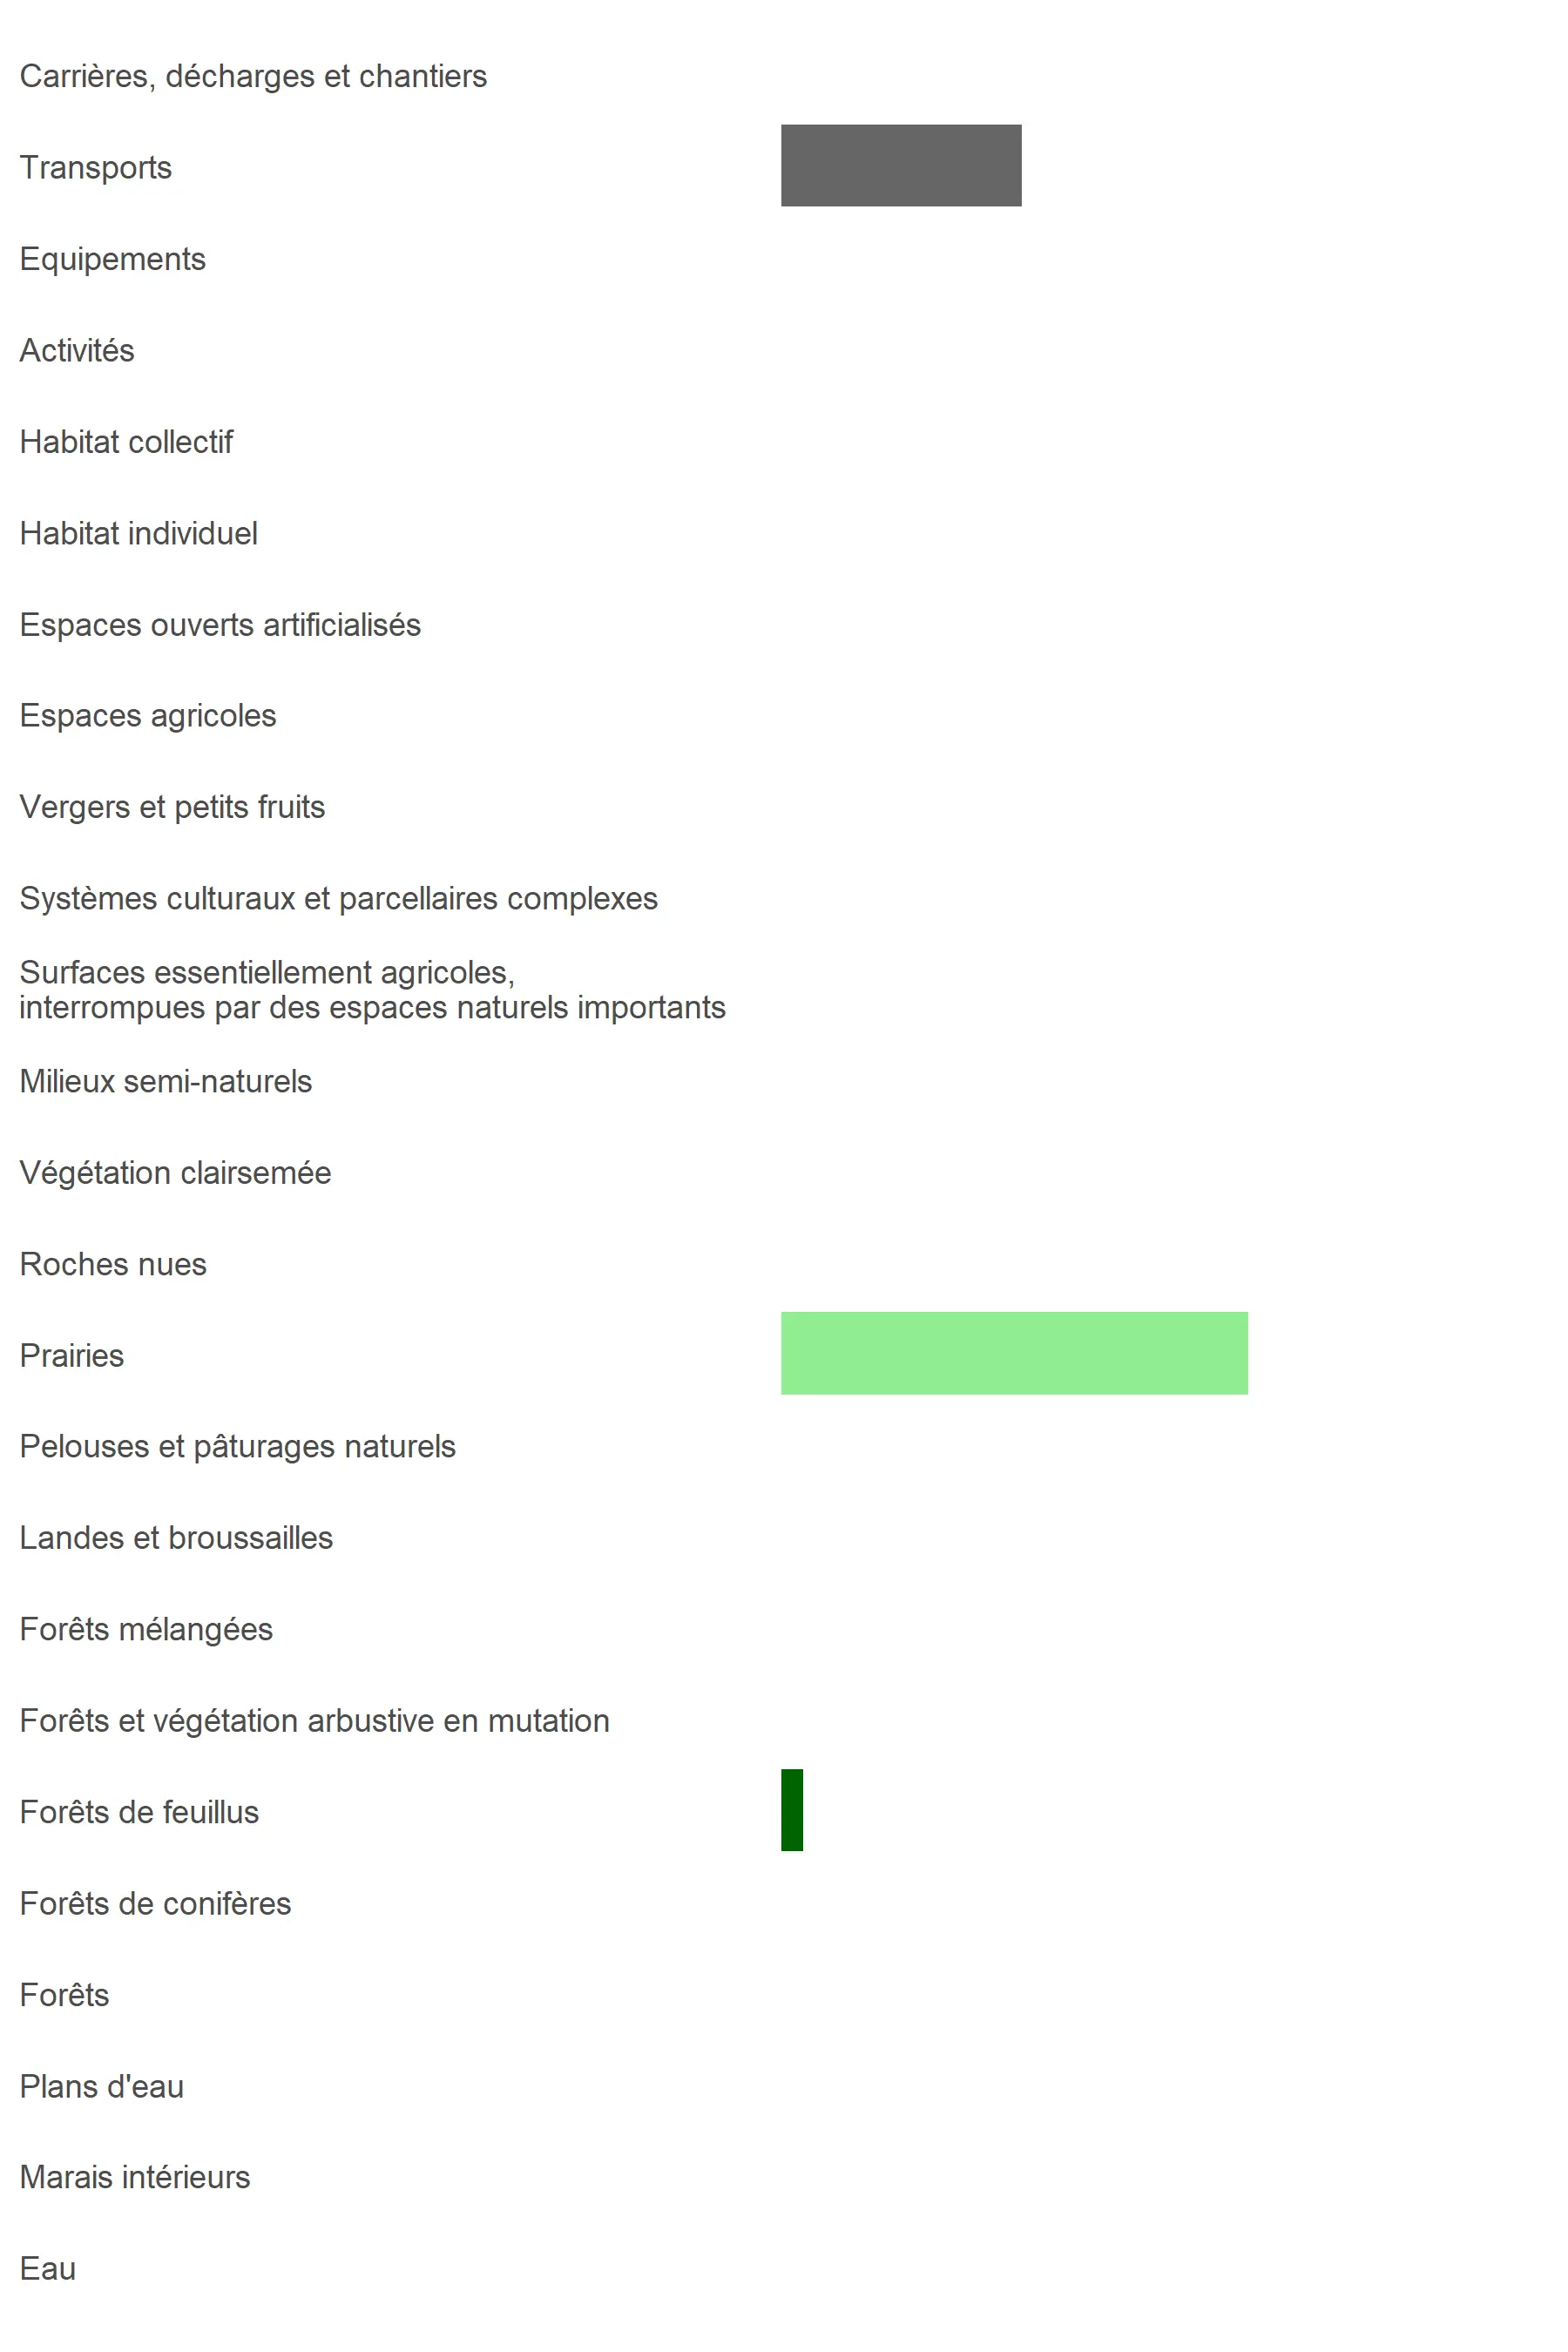 Carrières, décharges et chantiers
Transports
Equipements
Activités
Habitat collectif
Habitat individuel
Espaces ouverts artificialisés
Espaces agricoles
Vergers et petits fruits
Systèmes culturaux et parcellaires complexes
Surfaces essentiellement agricoles,
interrompues par des espaces naturels importants
Milieux semi-naturels
Végétation clairsemée
Roches nues
Prairies
Pelouses et pâturages naturels
Landes et broussailles
Forêts mélangées
Forêts et végétation arbustive en mutation
Forêts de feuillus
Forêts de conifères
Forêts
Plans d'eau
Marais intérieurs
Eau